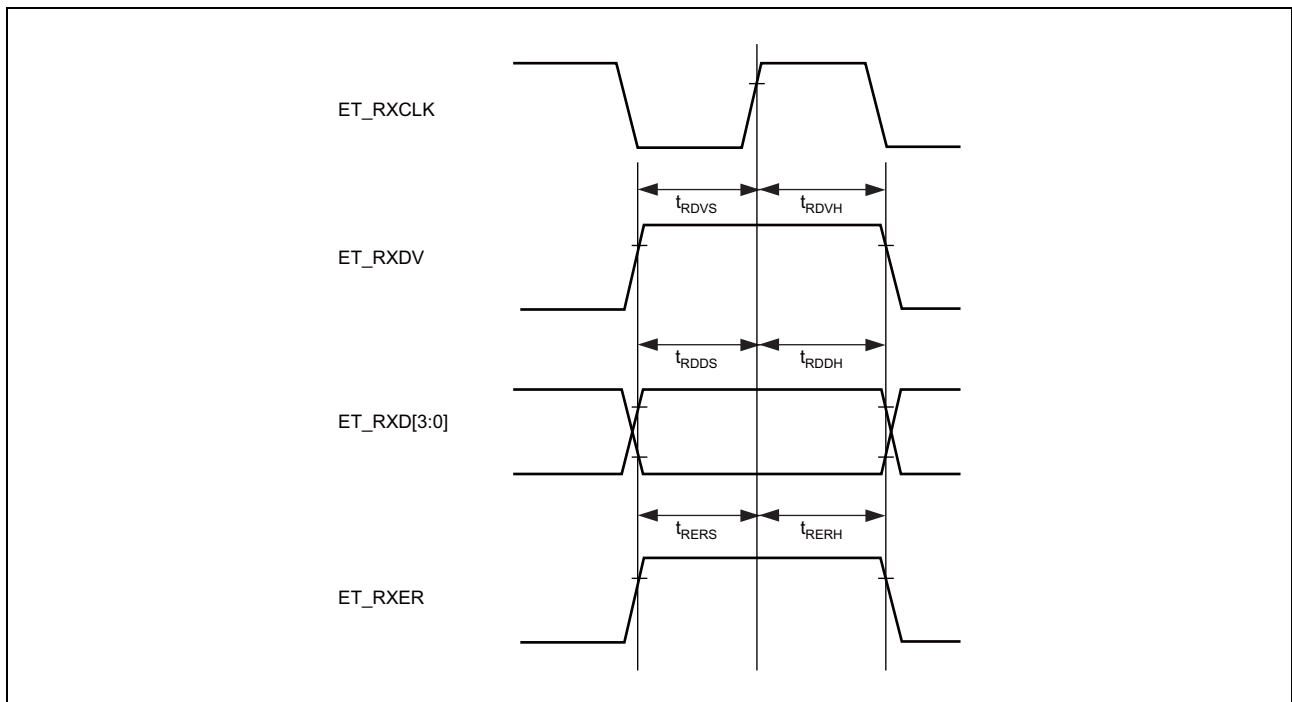 ET_RXCLK
tRDVS tRDVH
ET_RXDV
tRDDS tRDDH
ET_RXD[3:0]
tRERS tRERH
ET_RXER